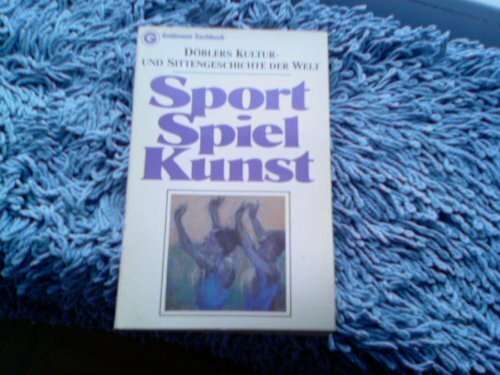 Goldmann Sachbuch
DÖBLERS KULTUR-
UND SITTENGESCHICHTE DER WELT
Sport
Spiel
Kunst